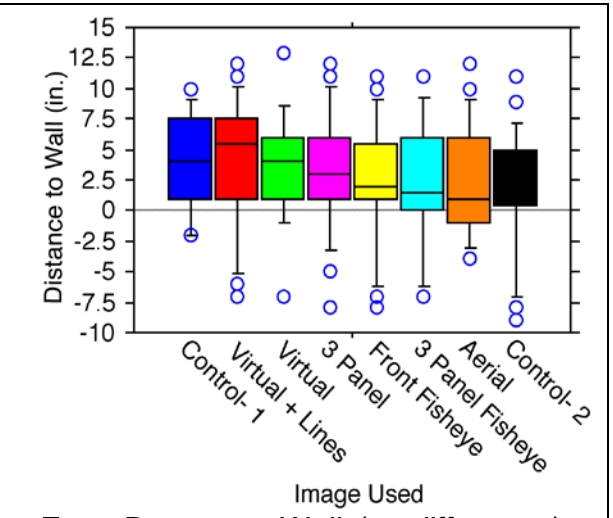 15
12.5
10
7.5
5
2.5
0
-2.5
-5
-7.5
-10
Distance to Wall (in.)
Control- 1
Virtual + Lines
Virtual
3 Panel
Front Fisheye
3 Panel Fisheye
Aerial
Control- 2
Image Used